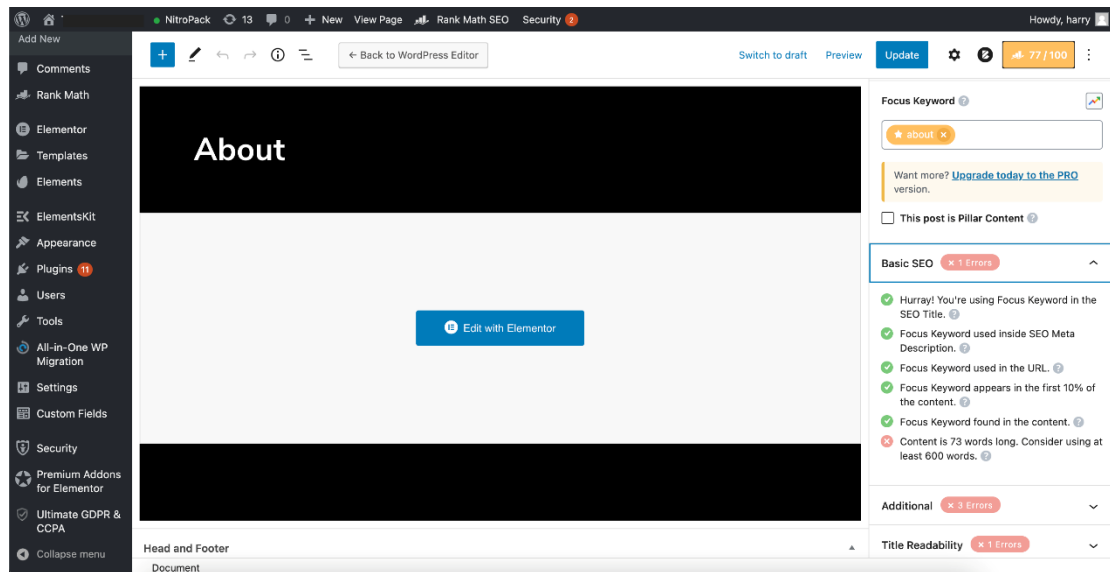 NitroPack 13 0 New View Page Rank Math SEO Security 2 Howdy, harry
Add New
Comments
Rank Math
Elementor
Templates
Elements
ElementsKit
Appearance
Plugins 11
Users
Tools
All-in-One WP
Migration
Settings
Custom Fields
Security
Premium Addons
for Elementor
Ultimate GDPR &
CCPA
Collapse menu
← Back to WordPress Editor
Switch to draft Preview Update 77 / 100
About
Edit with Elementor
Head and Footer
Document
Focus Keyword
about
Want more? Upgrade today to the PRO
version.
This post is Pillar Content
Basic SEO × 1 Errors
Hurray! You're using Focus Keyword in the
SEO Title.
Focus Keyword used inside SEO Meta
Description.
Focus Keyword used in the URL.
Focus Keyword appears in the first 10% of
the content.
Focus Keyword found in the content.
Content is 73 words long. Consider using at
least 600 words.
Additional × 3 Errors
Title Readability × 1 Errors